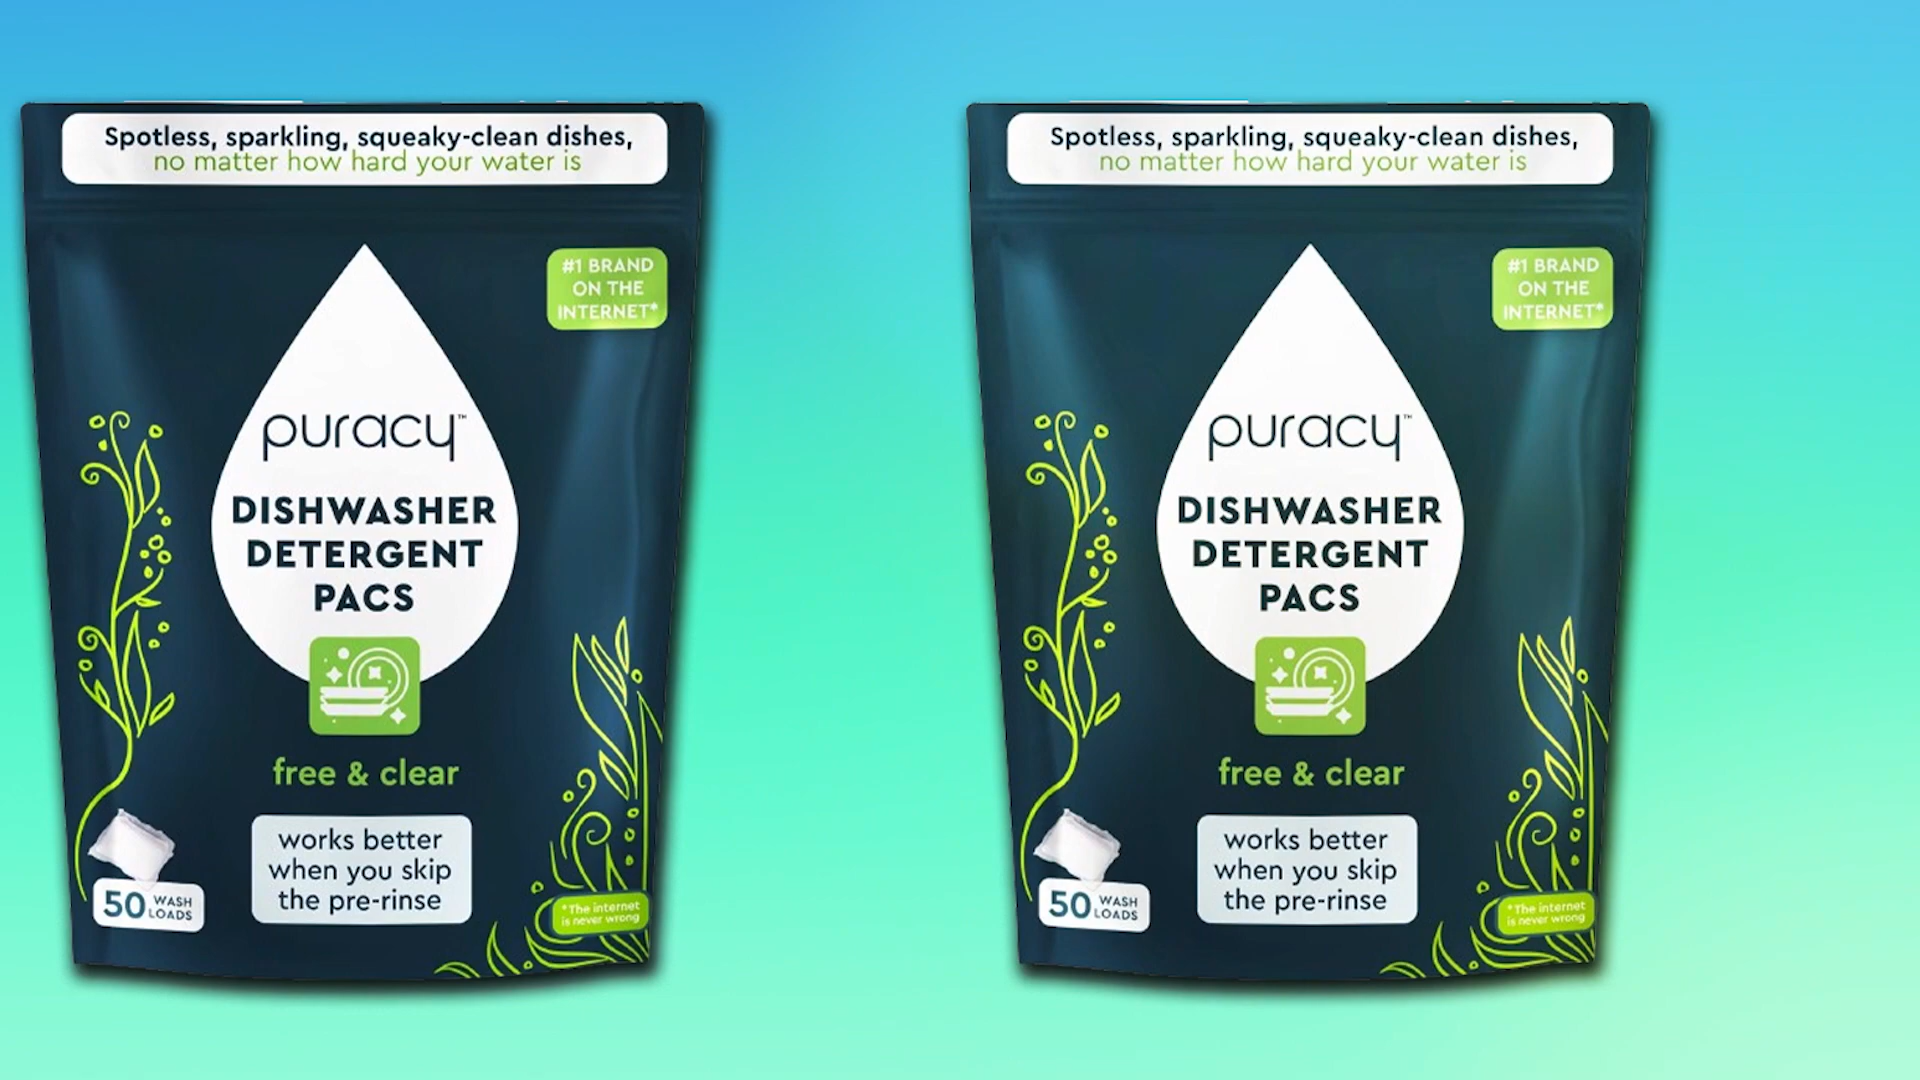 Spotless, sparkling, squeaky-clean dishes,
no matter how hard your water is
#1 BRAND
ON THE
INTERNET*
puracy™
DISHWASHER
DETERGENT
PACS
free & clear
works better
when you skip
the pre-rinse
50 WASH
LOADS
*The internet
is never wrong
Spotless, sparkling, squeaky-clean dishes,
no matter how hard your water is
#1 BRAND
ON THE
INTERNET*
puracy™
DISHWASHER
DETERGENT
PACS
free & clear
works better
when you skip
the pre-rinse
50 WASH
LOADS
*The internet
is never wrong